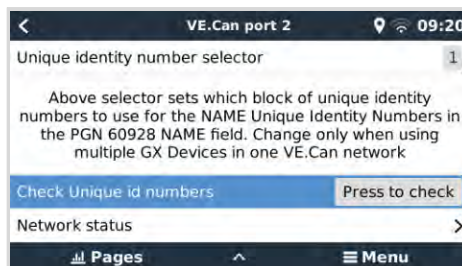 VE.Can port 2 09:20
Unique identity number selector 1
Above selector sets which block of unique identity
numbers to use for the NAME Unique Identity Numbers in
the PGN 60928 NAME field. Change only when using
multiple GX Devices in one VE.Can network
Check Unique id numbers Press to check
Network status
Pages Menu